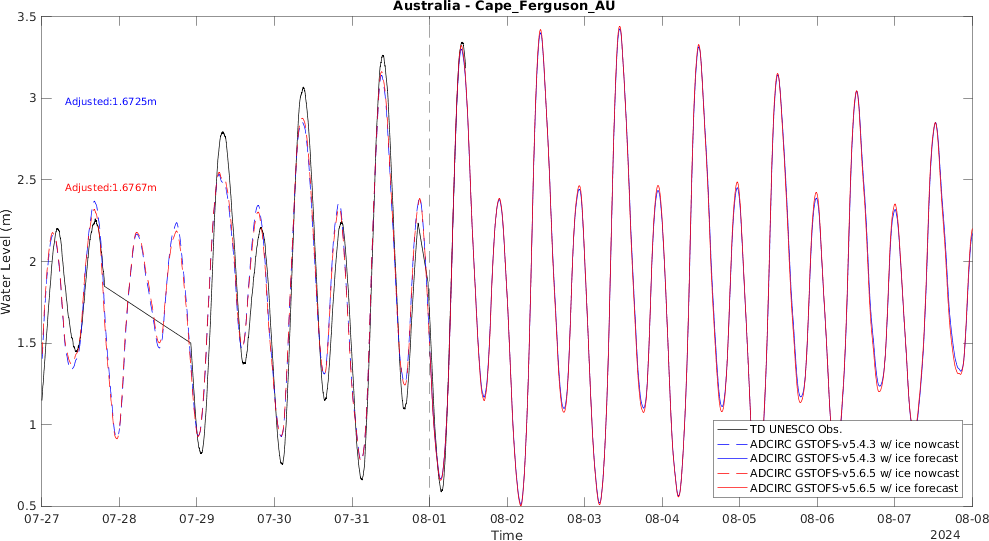 Australia - Cape_Ferguson_AU
3.5
3
2.5
2
1.5
1
0.5
Water Level (m)
Adjusted:1.6725m
Adjusted:1.6767m
TD UNESCO Obs.
ADCIRC GSTOFS-v5.4.3 w/ ice nowcast
ADCIRC GSTOFS-v5.4.3 w/ ice forecast
ADCIRC GSTOFS-v5.6.5 w/ ice nowcast
ADCIRC GSTOFS-v5.6.5 w/ ice forecast
07-27 07-28 07-29 07-30 07-31 08-01 08-02 08-03 08-04 08-05 08-06 08-07 08-08
Time
2024